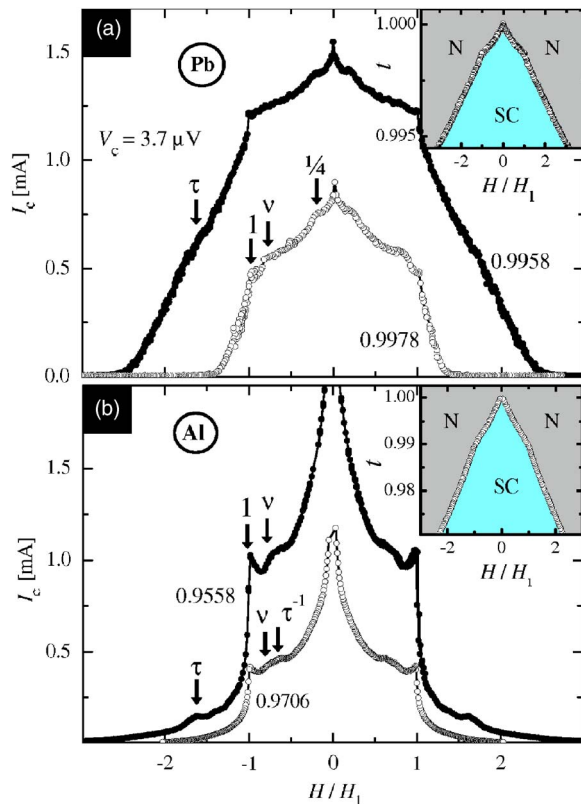 (a)
Pb
V_c = 3.7 μV
I_c [mA]
1.5
1.0
0.5
0.0
τ
1
ν
¼
0.9958
0.9978
N
N
SC
t
1.000
0.995
-2
0
2
H / H_1
(b)
Al
I_c [mA]
1.5
1.0
0.5
0
1
ν
0.9558
τ
ν
τ⁻¹
0.9706
N
N
SC
t
1.00
0.99
0.98
-2
0
2
H / H_1
-2
-1
0
1
2
H / H_1